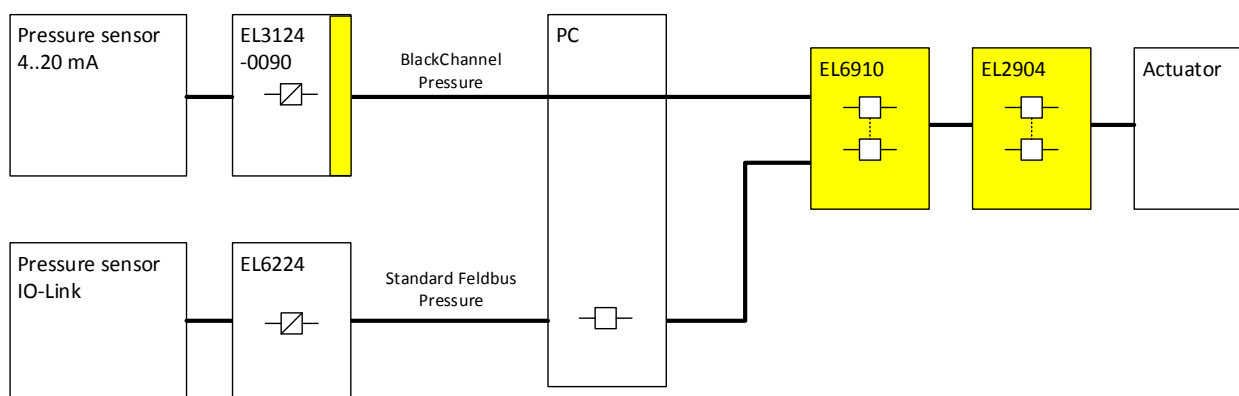 Pressure sensor
4..20 mA
EL3124
-0090
BlackChannel
Pressure
PC
EL6910
EL2904
Actuator
Pressure sensor
IO-Link
EL6224
Standard Feldbus
Pressure